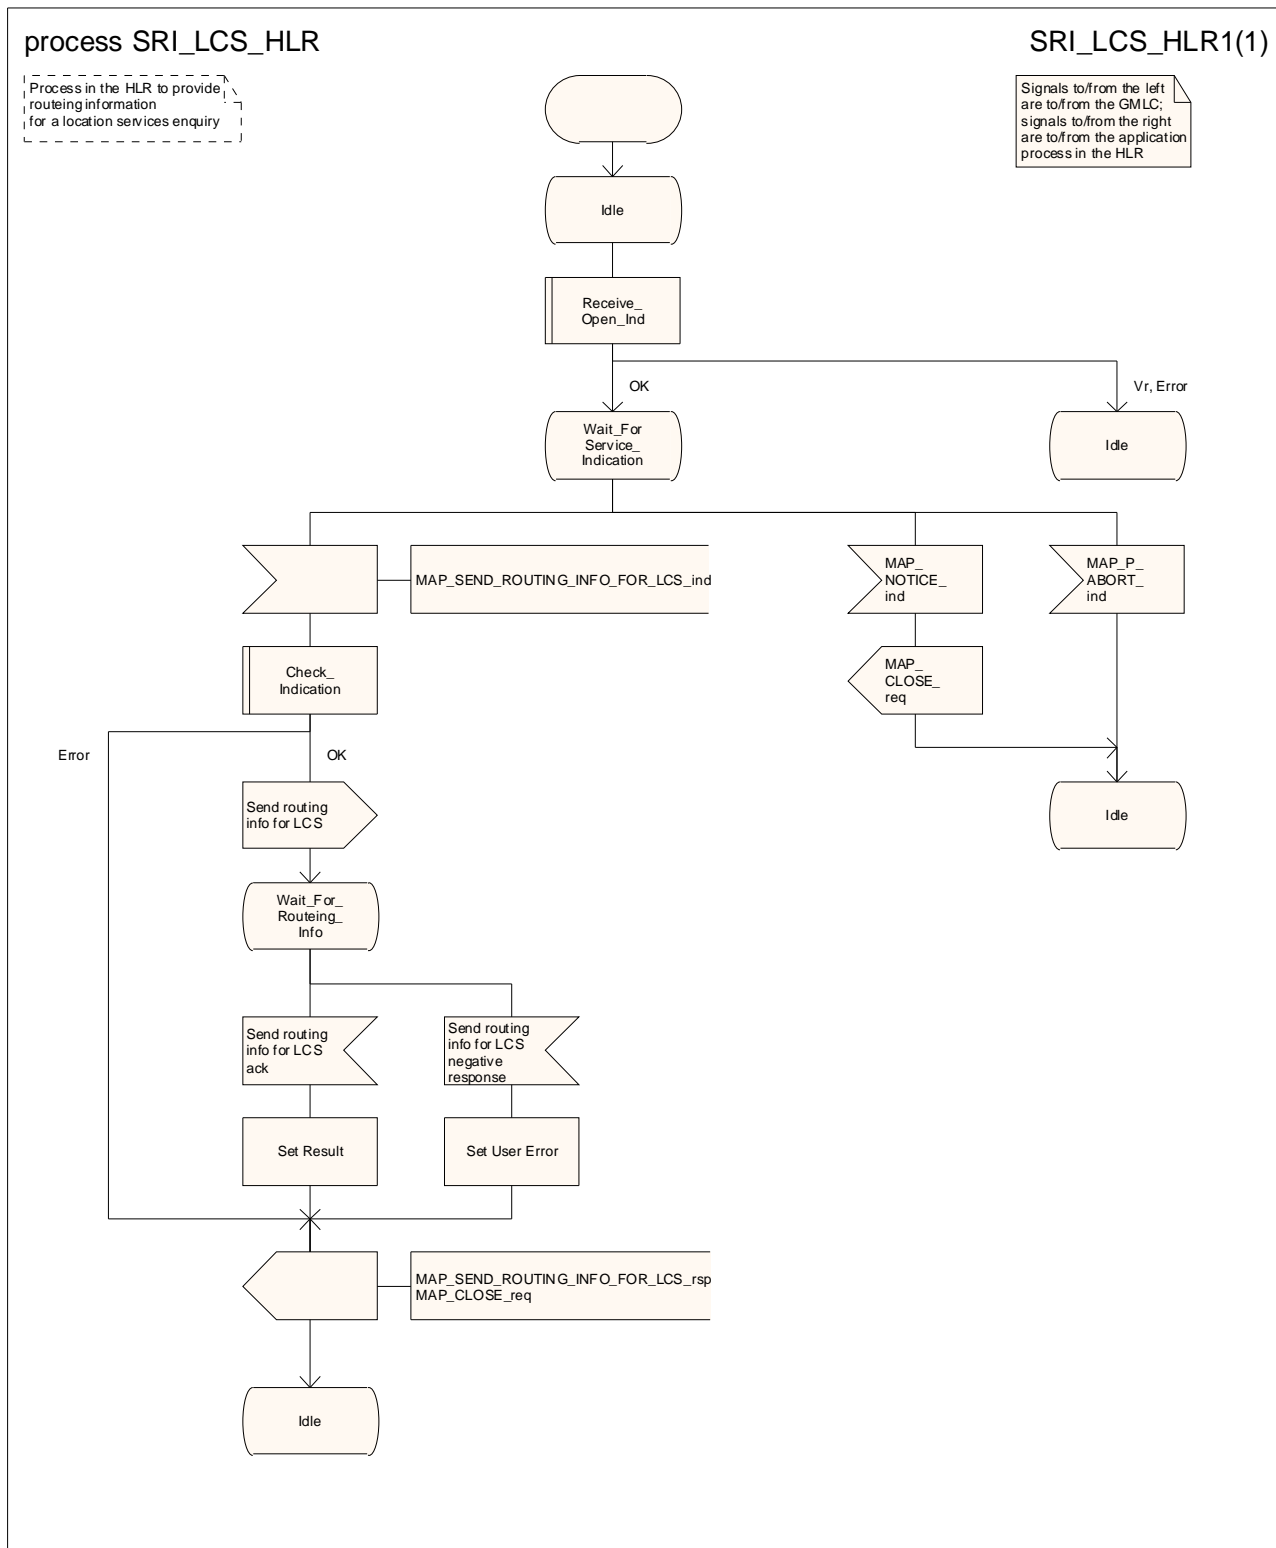 process SRI_LCS_HLR
SRI_LCS_HLR1(1)
Process in the HLR to provide
routeing information
for a location services enquiry
Signals to/from the left
are to/from the GMLC;
signals to/from the right
are to/from the application
process in the HLR
Idle
Receive_
Open_Ind
OK
Vr, Error
Wait_For
Service_
Indication
Idle
MAP_SEND_ROUTING_INFO_FOR_LCS_ind
MAP_
NOTICE_
ind
MAP_P_
ABORT_
ind
Check_
Indication
MAP_
CLOSE_
req
Error
OK
Send routing
info for LCS
Idle
Wait_For_
Routeing_
Info
Send routing
info for LCS
ack
Send routing
info for LCS
negative
response
Set Result
Set User Error
MAP_SEND_ROUTING_INFO_FOR_LCS_rsp
MAP_CLOSE_req
Idle